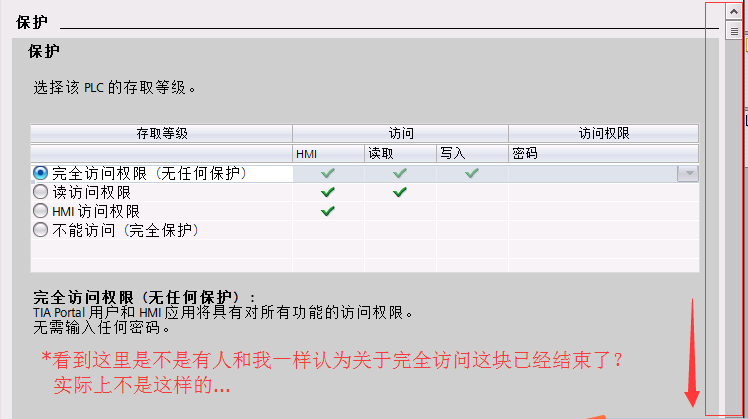 保护
保护
选择该 PLC 的存取等级。
存取等级 访问 访问权限
HMI 读取 写入 密码
完全访问权限（无任何保护）
读访问权限
HMI 访问权限
不能访问（完全保护）
完全访问权限（无任何保护）：
TIA Portal 用户和 HMI 应用将具有对所有功能的访问权限。
无需输入任何密码。
*看到这里是不是有人和我一样认为关于完全访问这块已经结束了？
实际上不是这样的...